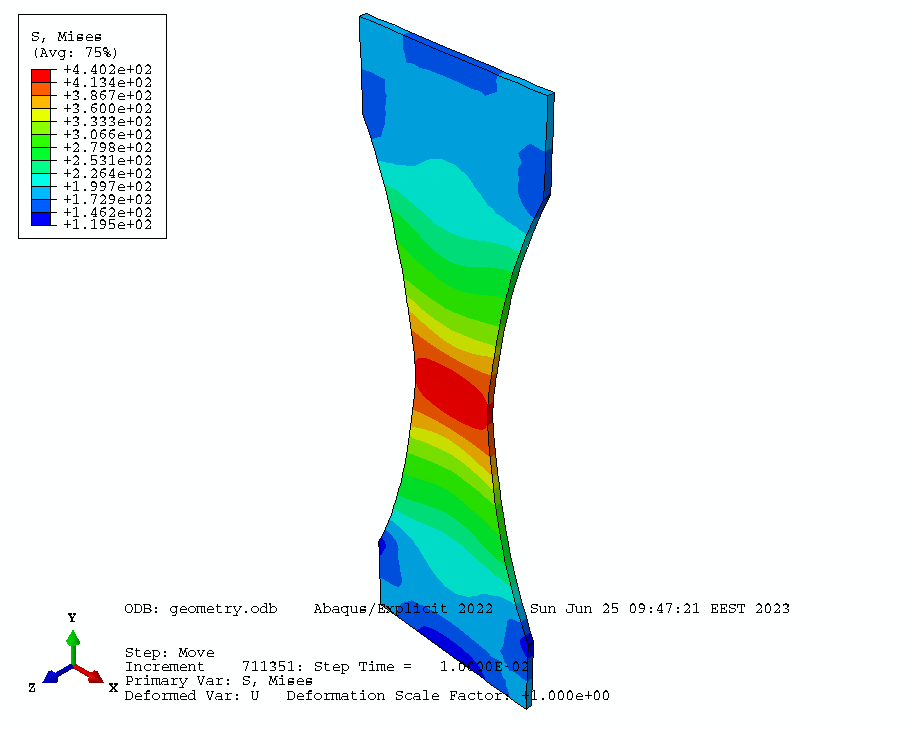 S, Mises
(Avg: 75%)
+4.402e+02
+4.134e+02
+3.867e+02
+3.600e+02
+3.333e+02
+3.066e+02
+2.798e+02
+2.531e+02
+2.264e+02
+1.997e+02
+1.729e+02
+1.462e+02
+1.195e+02
ODB: geometry.odb Abaqus/Explicit 2022 Sun Jun 25 09:47:21 EEST 2023
Y
Z
X
Step: Move
Increment 711351: Step Time = 1.0000E-02
Primary Var: S, Mises
Deformed Var: U Deformation Scale Factor: +1.000e+00